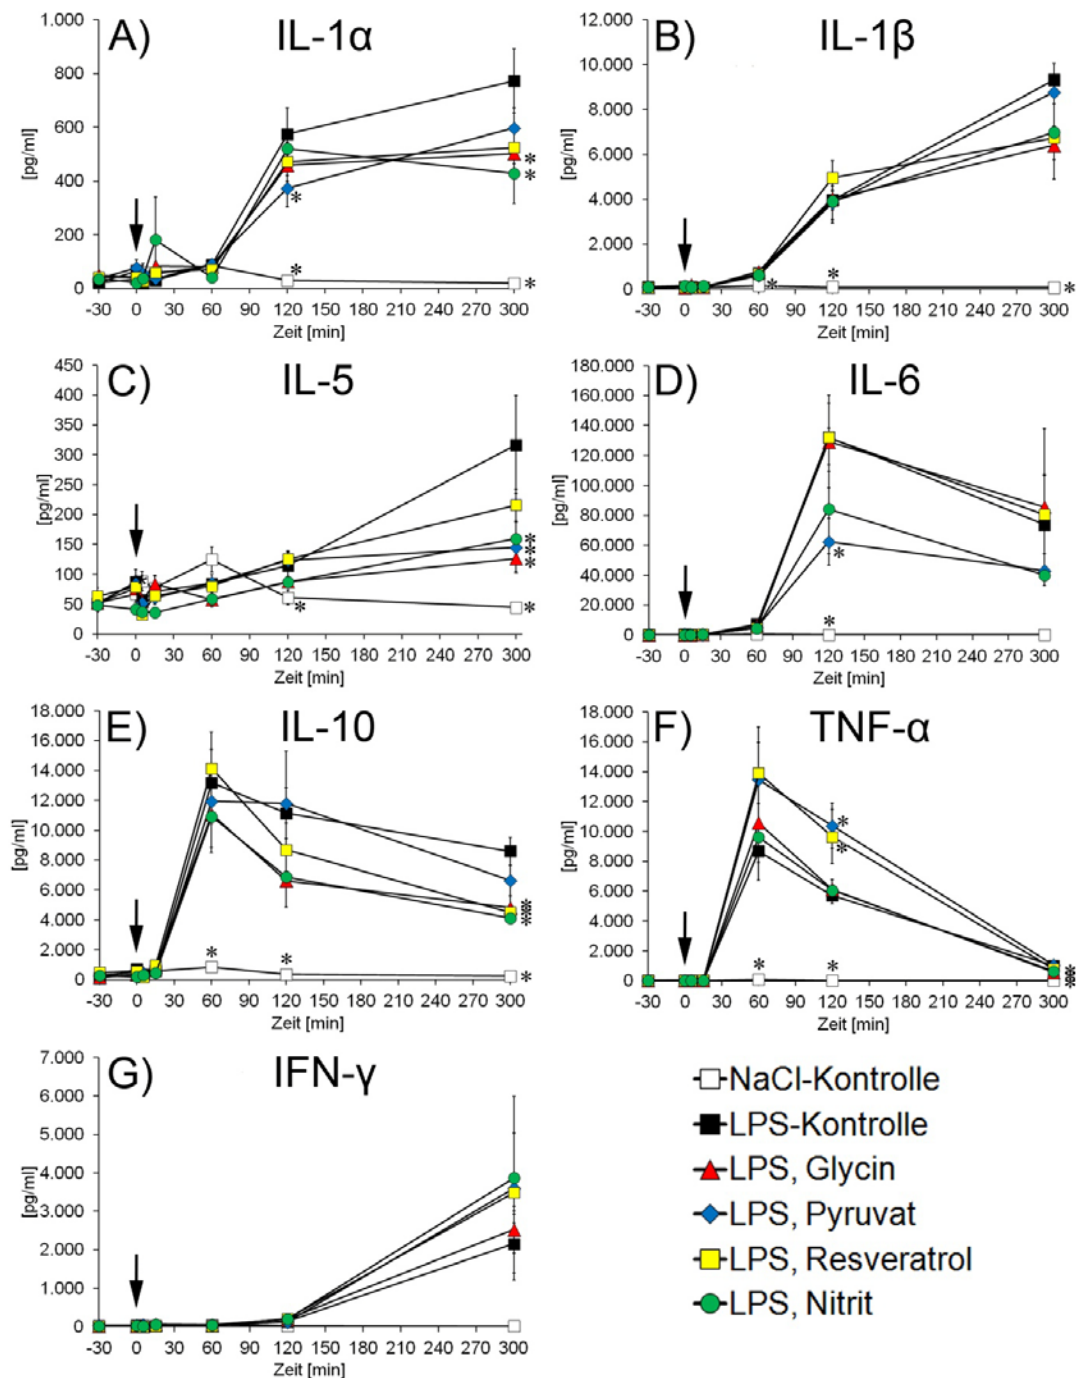 A) IL-1α
1.000
800
600
400
200
0
[pg/ml]
*
*
*
*
*
-30 0 30 60 90 120 150 180 210 240 270 300
Zeit [min]
B) IL-1β
12.000
10.000
8.000
6.000
4.000
2.000
0
[pg/ml]
*
*
*
-30 0 30 60 90 120 150 180 210 240 270 300
Zeit [min]
C) IL-5
450
400
350
300
250
200
150
100
50
0
[pg/ml]
*
*
*
*
*
*
-30 0 30 60 90 120 150 180 210 240 270 300
Zeit [min]
D) IL-6
180.000
160.000
140.000
120.000
100.000
80.000
60.000
40.000
20.000
0
[pg/ml]
*
*
-30 0 30 60 90 120 150 180 210 240 270 300
Zeit [min]
E) IL-10
18.000
16.000
14.000
12.000
10.000
8.000
6.000
4.000
2.000
0
[pg/ml]
*
*
*
*
*
*
-30 0 30 60 90 120 150 180 210 240 270 300
Zeit [min]
F) TNF-α
18.000
16.000
14.000
12.000
10.000
8.000
6.000
4.000
2.000
0
[pg/ml]
*
*
*
*
*
*
*
-30 0 30 60 90 120 150 180 210 240 270 300
Zeit [min]
G) IFN-γ
7.000
6.000
5.000
4.000
3.000
2.000
1.000
0
[pg/ml]
-30 0 30 60 90 120 150 180 210 240 270 300
Zeit [min]
NaCl-Kontrolle
LPS-Kontrolle
LPS, Glycin
LPS, Pyruvat
LPS, Resveratrol
LPS, Nitrit